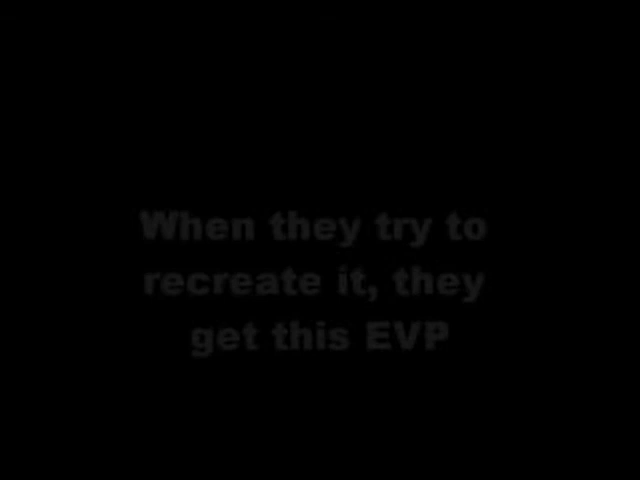 When they try to
recreate it, they
get this EVP